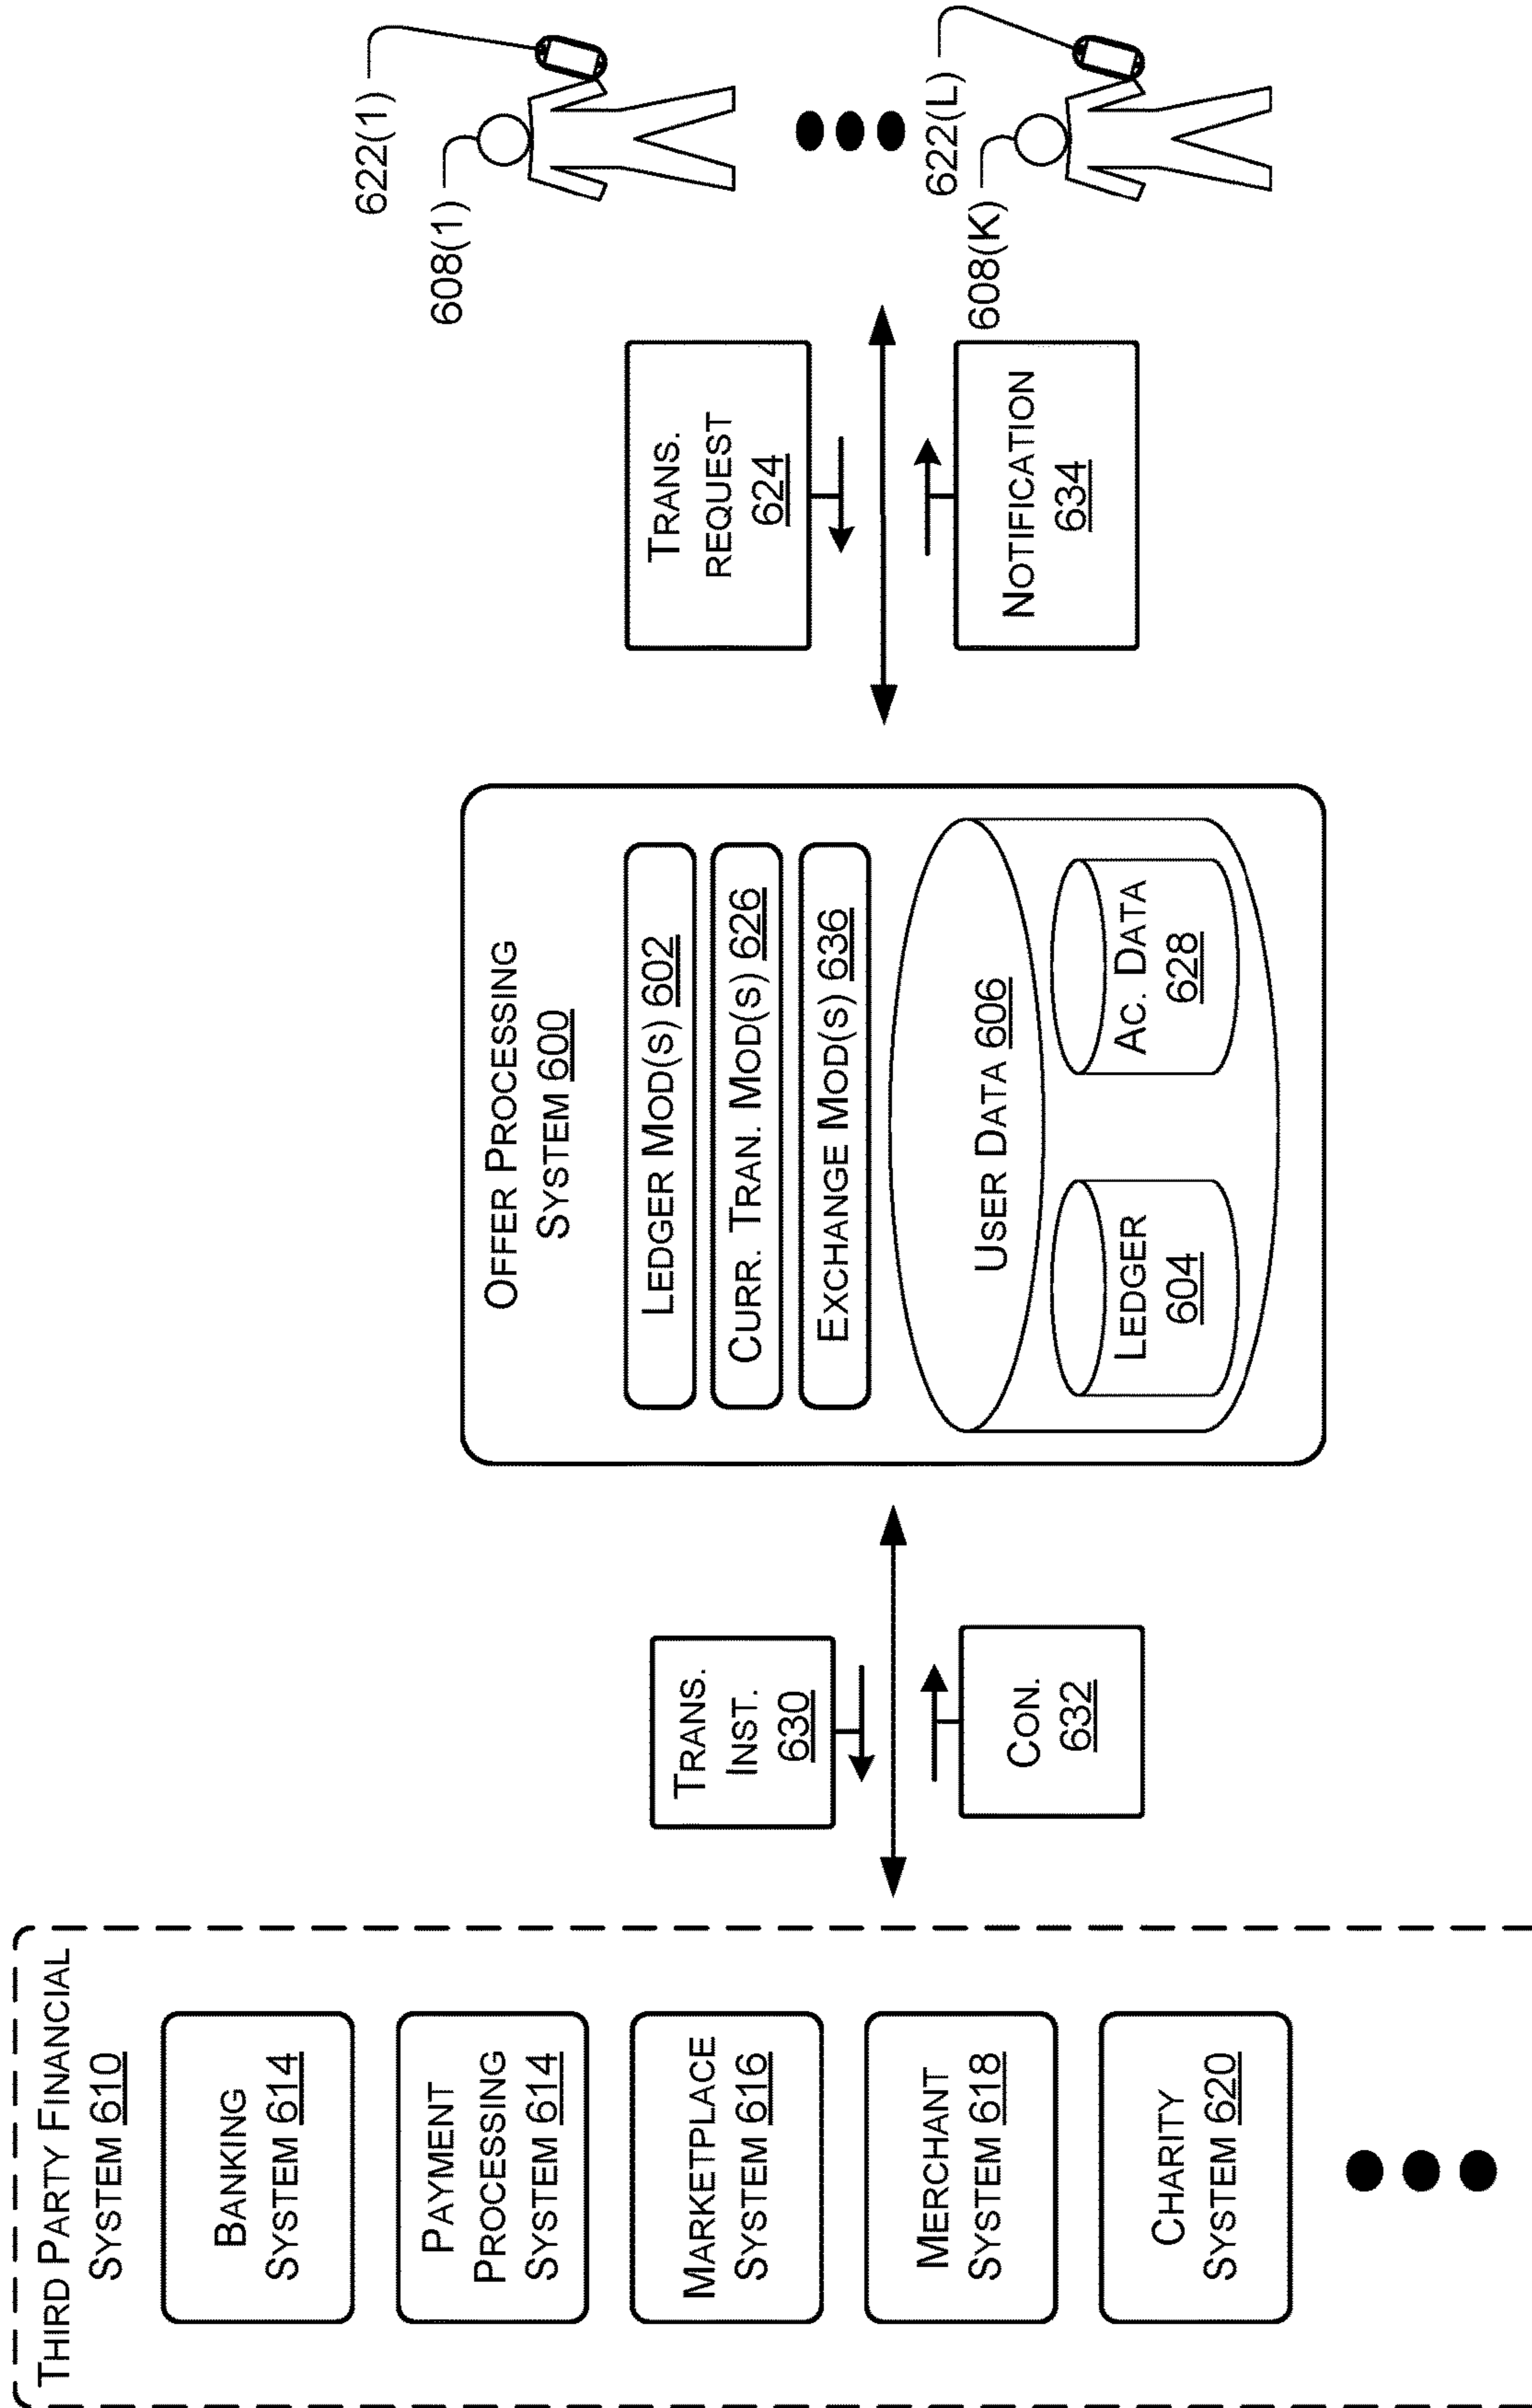 THIRD PARTY FINANCIAL
SYSTEM 610
BANKING
SYSTEM 614
PAYMENT
PROCESSING
SYSTEM 614
MARKETPLACE
SYSTEM 616
MERCHANT
SYSTEM 618
CHARITY
SYSTEM 620
TRANS.
INST.
630
CON.
632
OFFER PROCESSING
SYSTEM 600
LEDGER MOD(S) 602
CURR. TRAN. MOD(S) 626
EXCHANGE MOD(S) 636
USER DATA 606
LEDGER
604
AC. DATA
628
TRANS.
REQUEST
624
NOTIFICATION
634
622(1)
608(1)
622(L)
608(K)